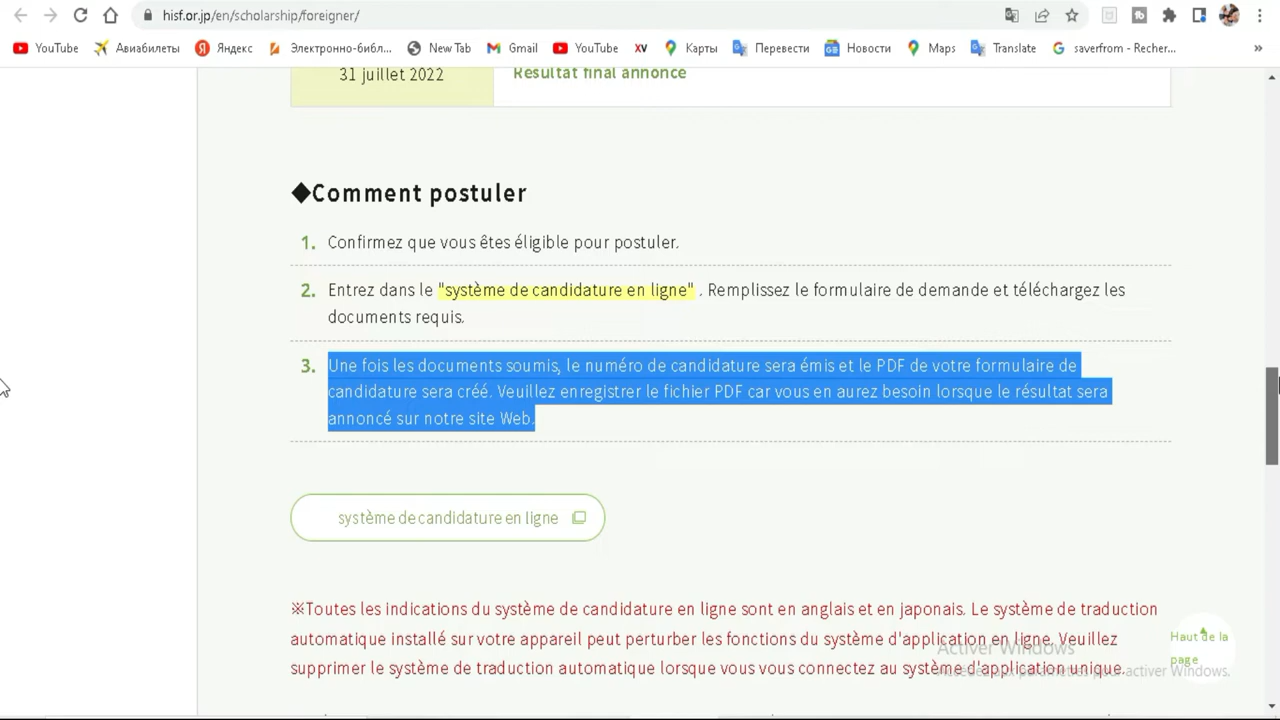 hisf.or.jp/en/scholarship/foreigner/
YouTube Авиабилеты Яндекс Электронно-библ... New Tab Gmail YouTube XV Карты Перевести Новости Maps Translate saverfrom - Recher... »
31 juillet 2022 Résultat final annoncé
◆Comment postuler
1. Confirmez que vous êtes éligible pour postuler.
2. Entrez dans le "système de candidature en ligne" . Remplissez le formulaire de demande et téléchargez les
documents requis.
3. Une fois les documents soumis, le numéro de candidature sera émis et le PDF de votre formulaire de
candidature sera créé. Veuillez enregistrer le fichier PDF car vous en aurez besoin lorsque le résultat sera
annoncé sur notre site Web.
système de candidature en ligne
※Toutes les indications du système de candidature en ligne sont en anglais et en japonais. Le système de traduction
automatique installé sur votre appareil peut perturber les fonctions du système d'application en ligne. Veuillez
supprimer le système de traduction automatique lorsque vous vous connectez au système d'application unique.
Haut de la
page
Activer Windows
Accédez aux paramètres pour activer Windows.